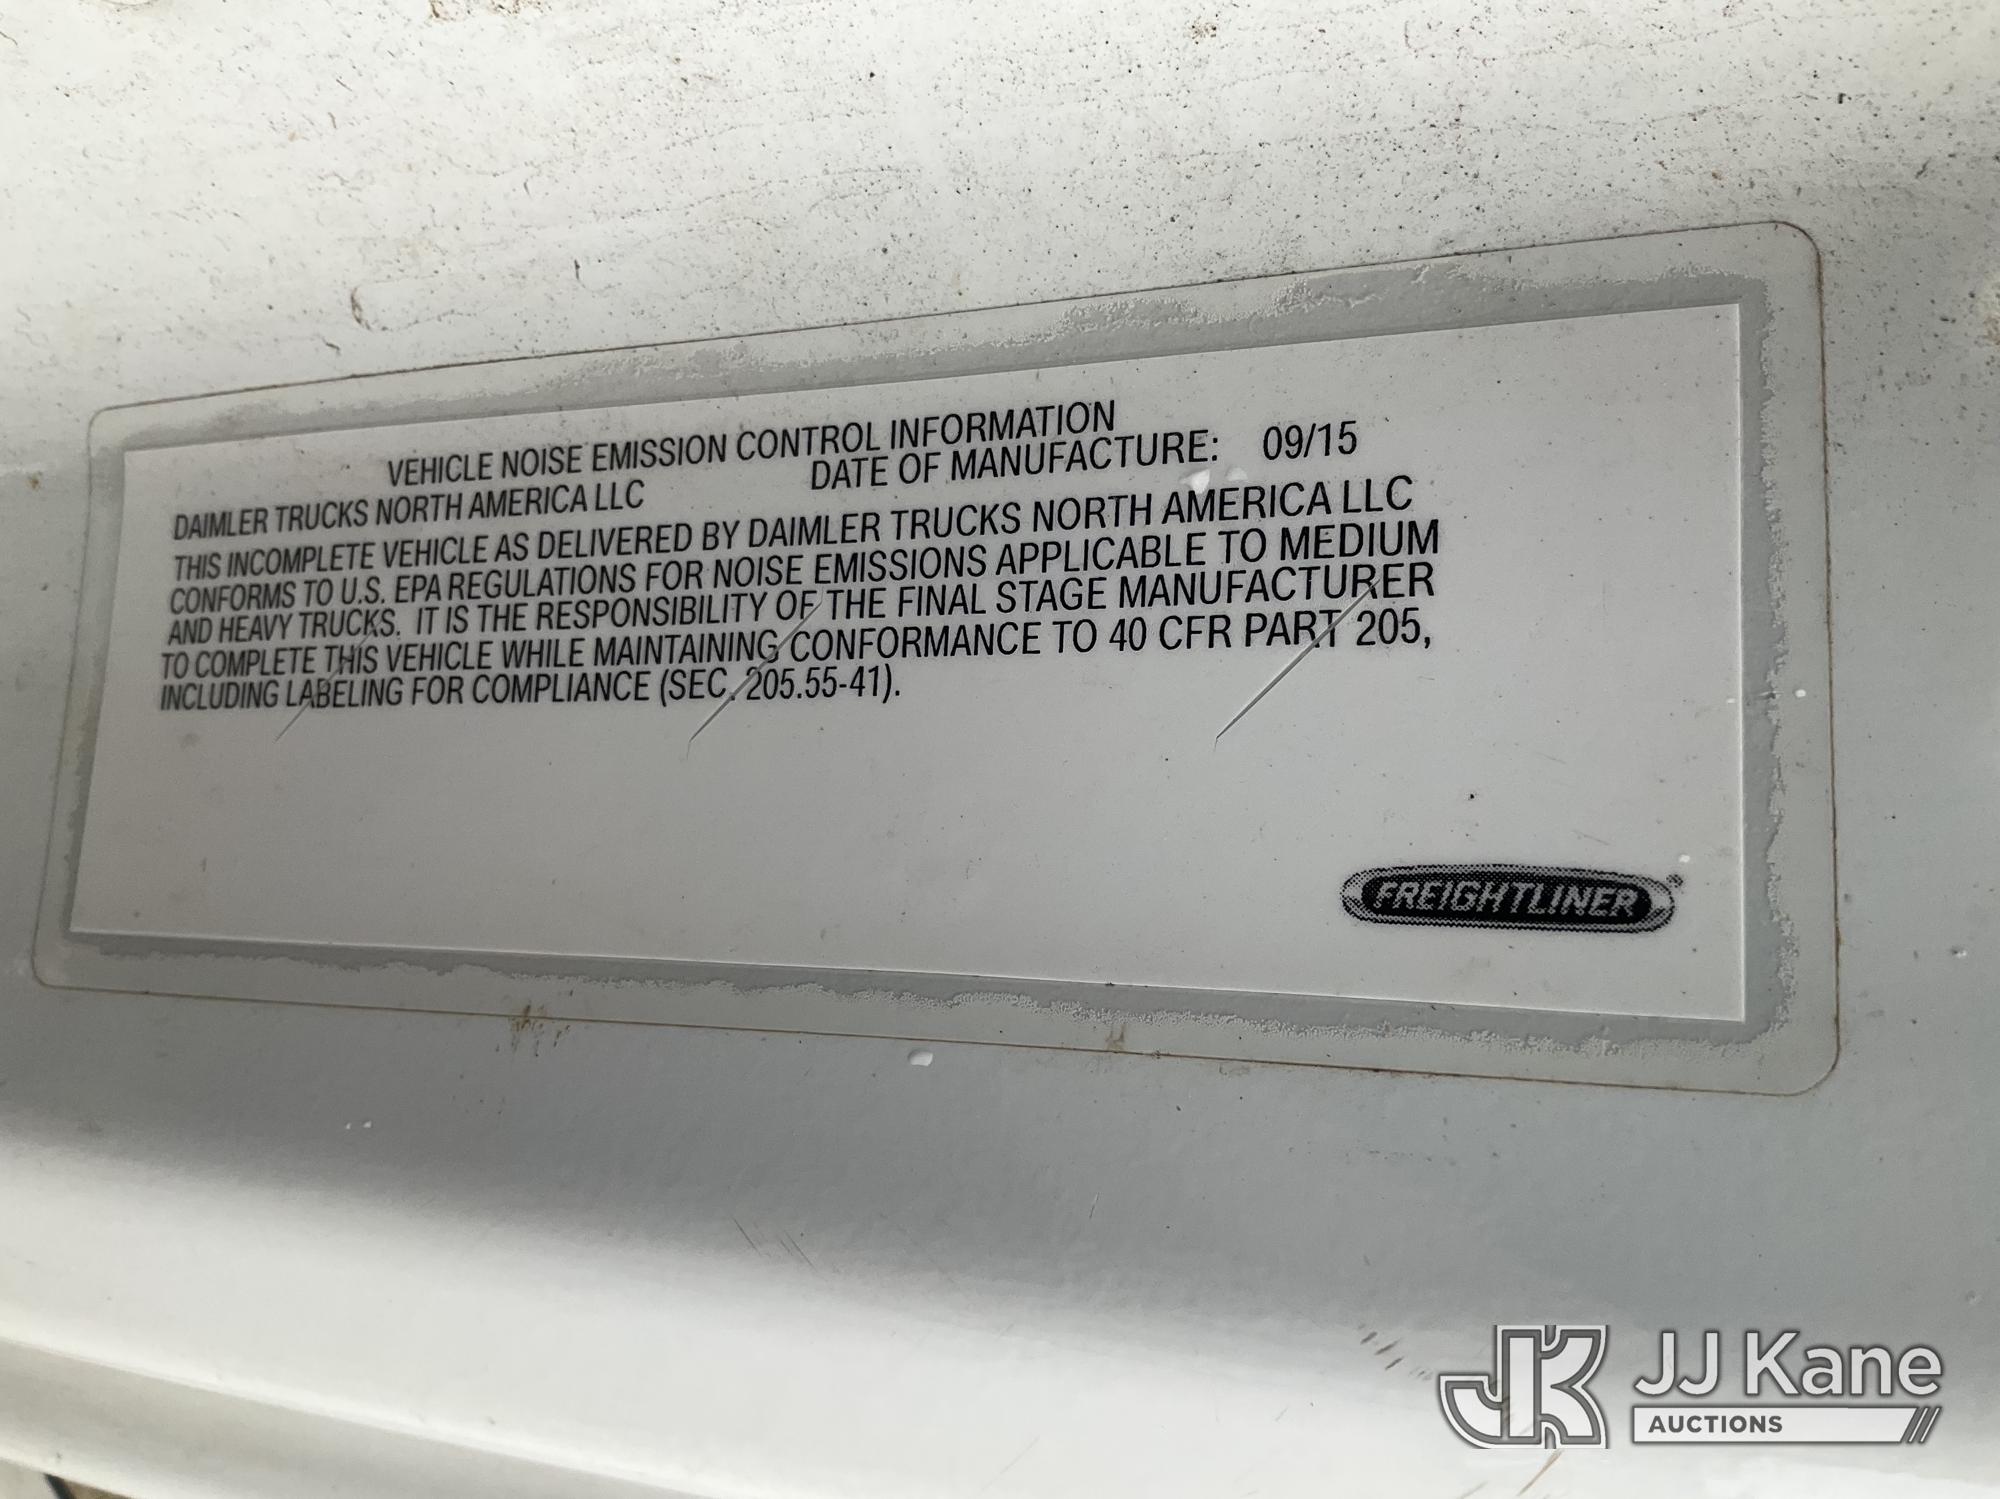 VEHICLE NOISE EMISSION CONTROL INFORMATION
DAIMLER TRUCKS NORTH AMERICA LLC DATE OF MANUFACTURE: 09/15
THIS INCOMPLETE VEHICLE AS DELIVERED BY DAIMLER TRUCKS NORTH AMERICA LLC
CONFORMS TO U.S. EPA REGULATIONS FOR NOISE EMISSIONS APPLICABLE TO MEDIUM
AND HEAVY TRUCKS. IT IS THE RESPONSIBILITY OF THE FINAL STAGE MANUFACTURER
TO COMPLETE THIS VEHICLE WHILE MAINTAINING CONFORMANCE TO 40 CFR PART 205,
INCLUDING LABELING FOR COMPLIANCE (SEC. 205.55-41).
FREIGHTLINER
JK JJ Kane
AUCTIONS